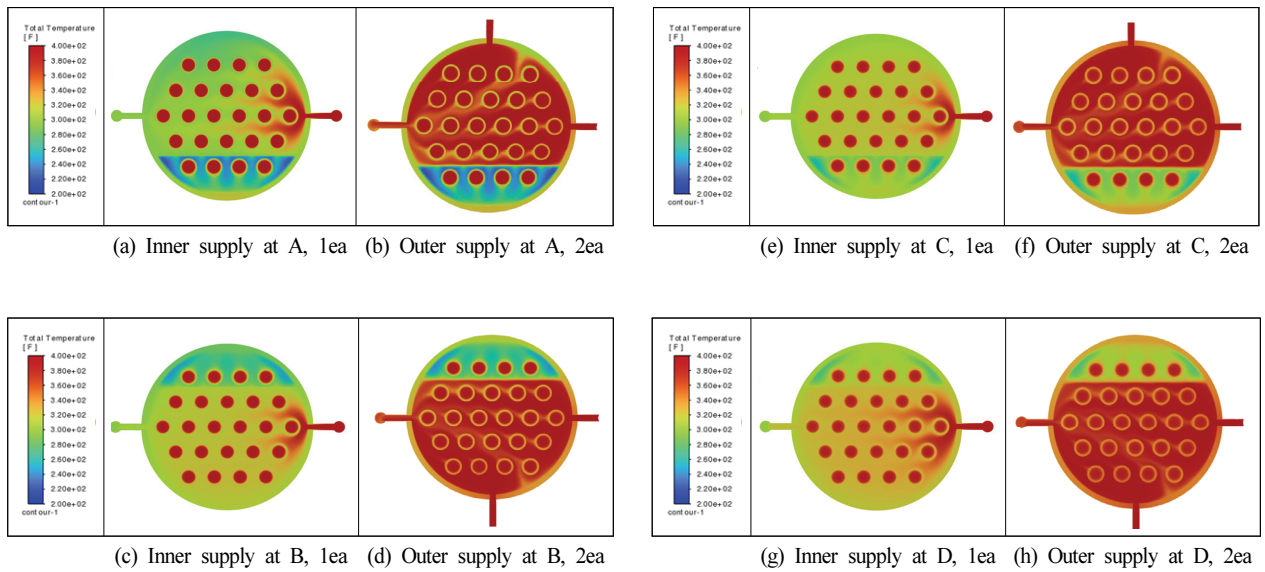 Total Temperature
[ F ]
4.00e+02
3.80e+02
3.60e+02
3.40e+02
3.20e+02
3.00e+02
2.80e+02
2.60e+02
2.40e+02
2.20e+02
2.00e+02
contour-1
(a) Inner supply at A, 1ea
(b) Outer supply at A, 2ea
Total Temperature
[ F ]
4.00e+02
3.80e+02
3.60e+02
3.40e+02
3.20e+02
3.00e+02
2.80e+02
2.60e+02
2.40e+02
2.20e+02
2.00e+02
contour-1
(e) Inner supply at C, 1ea
(f) Outer supply at C, 2ea
Total Temperature
[ F ]
4.00e+02
3.80e+02
3.60e+02
3.40e+02
3.20e+02
3.00e+02
2.80e+02
2.60e+02
2.40e+02
2.20e+02
2.00e+02
contour-1
(c) Inner supply at B, 1ea
(d) Outer supply at B, 2ea
Total Temperature
[ F ]
4.00e+02
3.80e+02
3.60e+02
3.40e+02
3.20e+02
3.00e+02
2.80e+02
2.60e+02
2.40e+02
2.20e+02
2.00e+02
contour-1
(g) Inner supply at D, 1ea
(h) Outer supply at D, 2ea